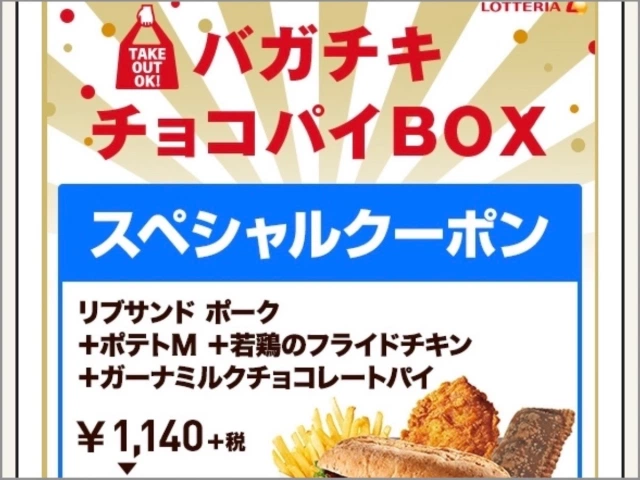 LOTTERIA
TAKE
OUT
OK!
バガチキ
チョコパイBOX
スペシャルクーポン
リブサンド ポーク
+ポテトM +若鶏のフライドチキン
+ガーナミルクチョコレートパイ
¥1,140+税